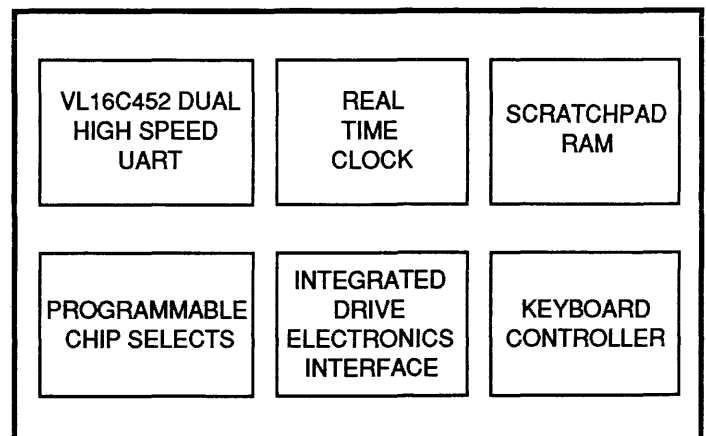 VL16C452 DUAL
HIGH SPEED
UART
REAL
TIME
CLOCK
SCRATCHPAD
RAM
PROGRAMMABLE
CHIP SELECTS
INTEGRATED
DRIVE
ELECTRONICS
INTERFACE
KEYBOARD
CONTROLLER